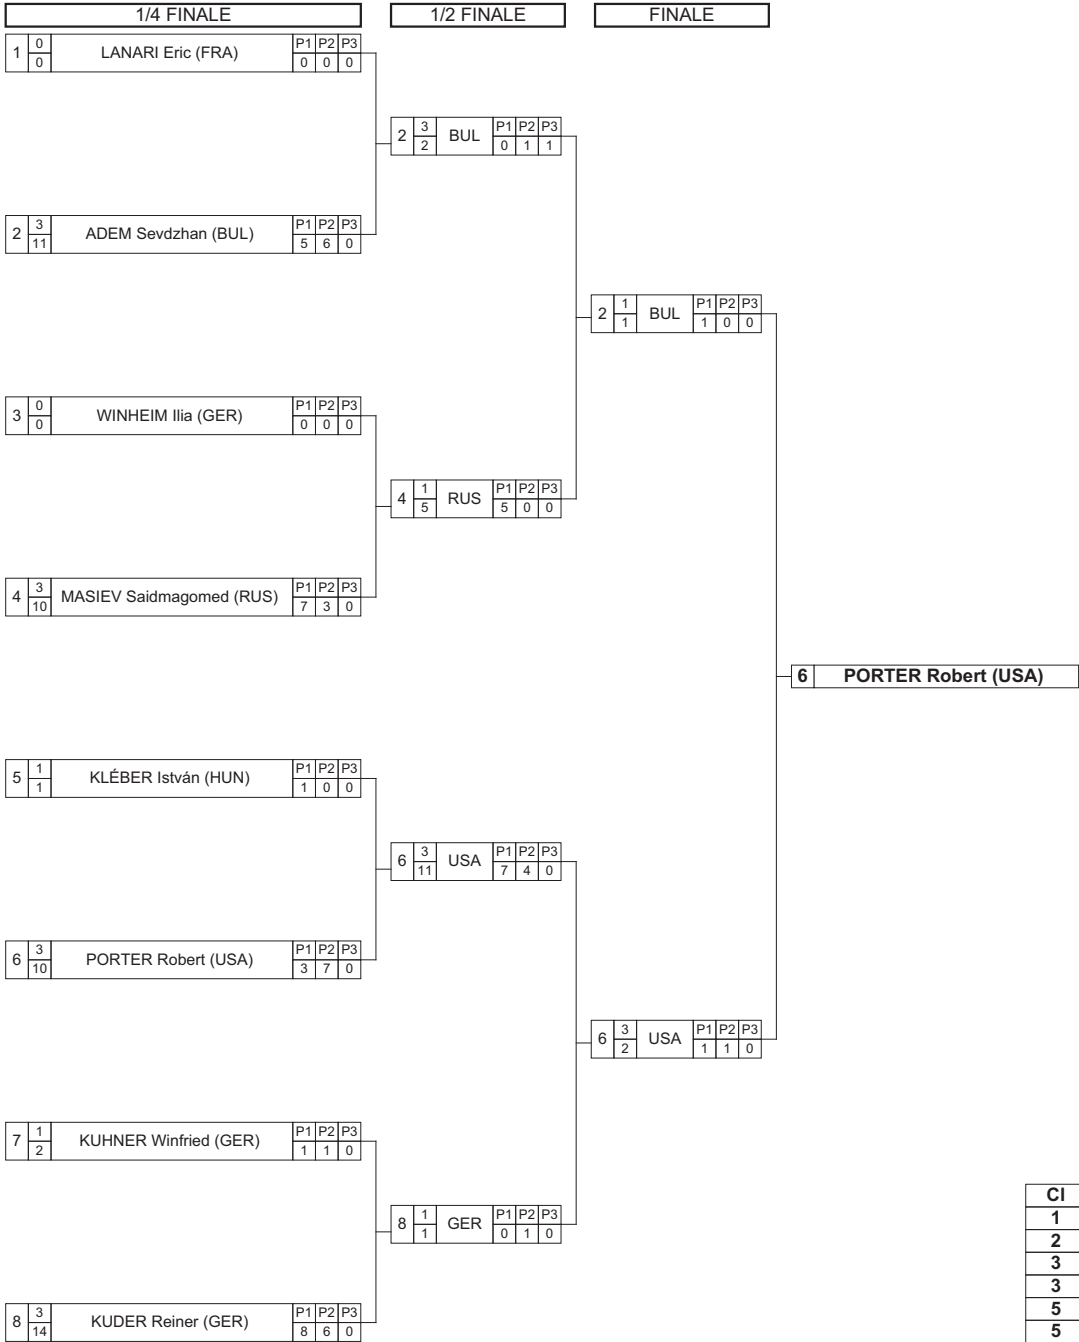 1/4 FINALE 1/2 FINALE FINALE
1 0 0 LANARI Eric (FRA) P1 P2 P3 0 0 0
2 3 2 BUL P1 P2 P3 0 1 1
2 3 11 ADEM Sevdzhan (BUL) P1 P2 P3 5 6 0
2 1 1 BUL P1 P2 P3 1 0 0
3 0 0 WINHEIM Ilia (GER) P1 P2 P3 0 0 0
4 1 5 RUS P1 P2 P3 5 0 0
4 3 10 MASIEV Saidmagomed (RUS) P1 P2 P3 7 3 0
6 PORTER Robert (USA)
5 1 1 KLÉBER István (HUN) P1 P2 P3 1 0 0
6 3 11 USA P1 P2 P3 7 4 0
6 3 10 PORTER Robert (USA) P1 P2 P3 3 7 0
6 3 2 USA P1 P2 P3 1 1 0
7 1 2 KUHNER Winfried (GER) P1 P2 P3 1 1 0
8 1 1 GER P1 P2 P3 0 1 0
8 3 14 KUDER Reiner (GER) P1 P2 P3 8 6 0
Cl
1
2
3
3
5
5